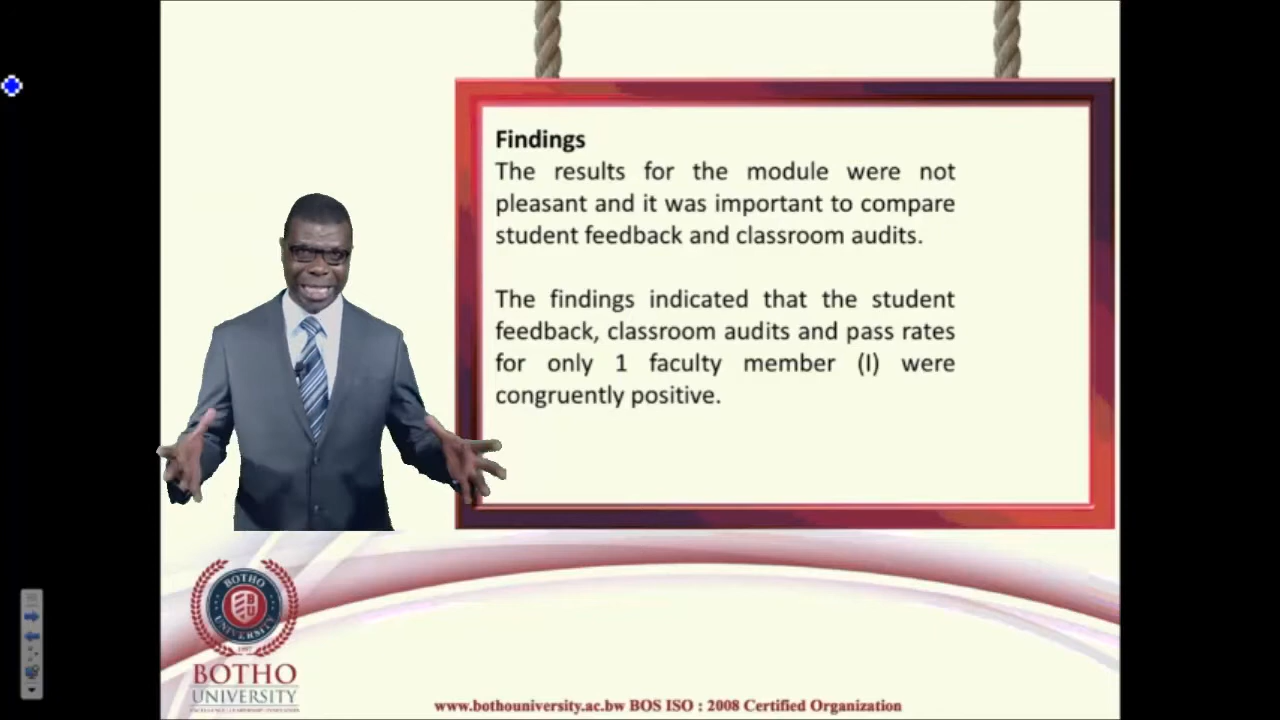 Findings
The results for the module were not
pleasant and it was important to compare
student feedback and classroom audits.
The findings indicated that the student
feedback, classroom audits and pass rates
for only 1 faculty member (I) were
congruently positive.
BOTHO
UNIVERSITY
1997
BOTHO
UNIVERSITY
www.bothouniversity.ac.bw BOS ISO : 2008 Certified Organization